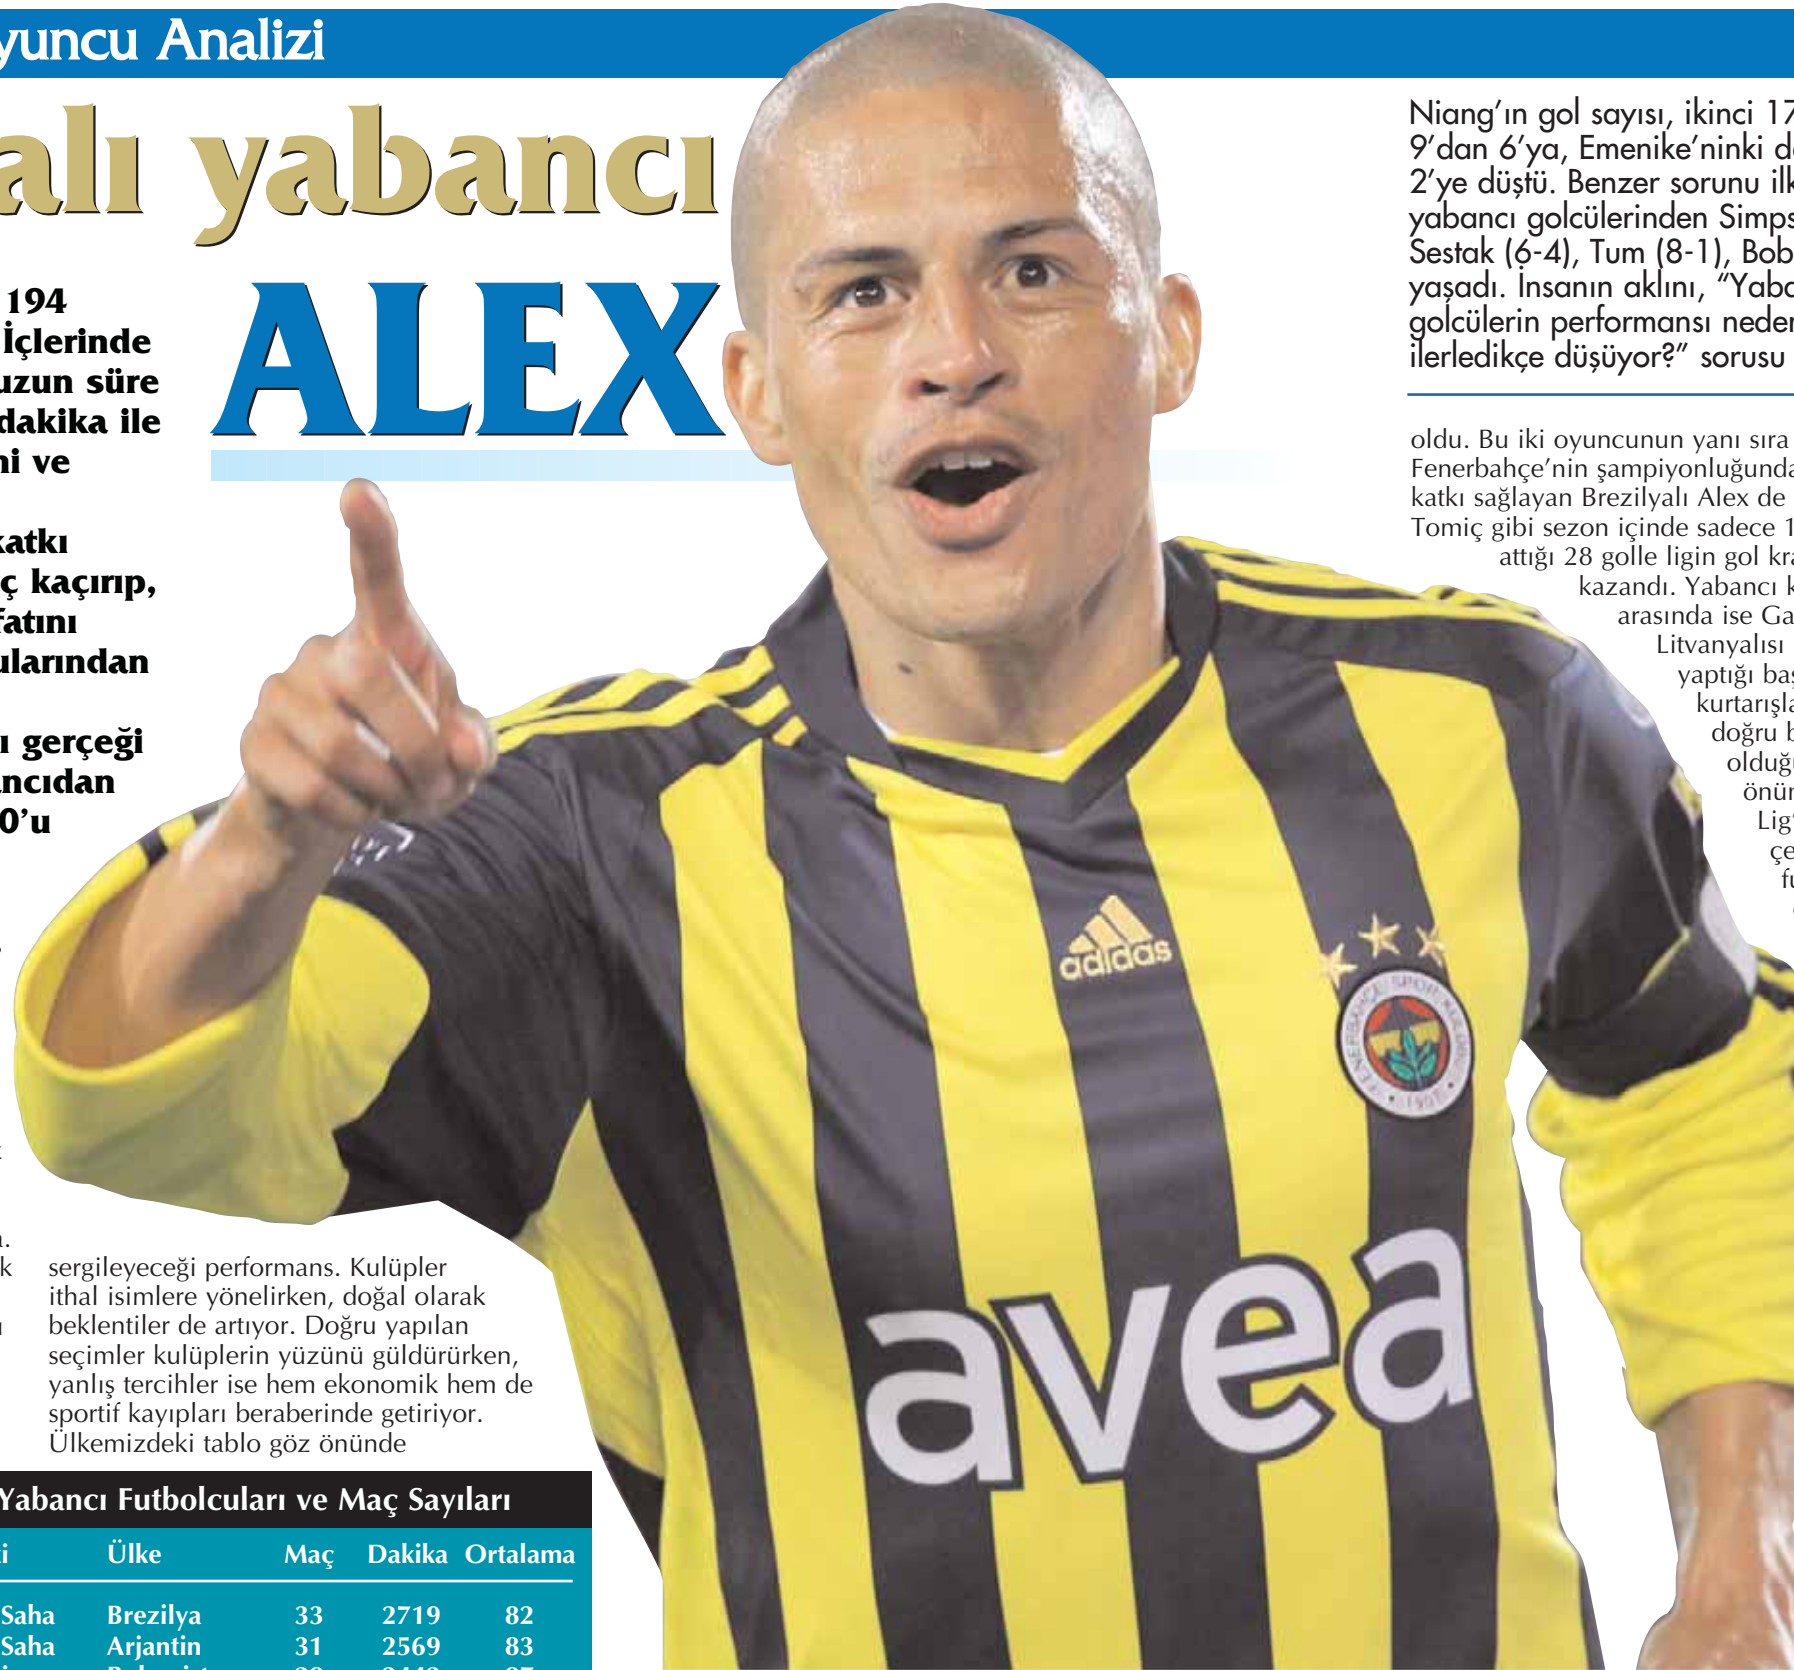 yuncu Analizi
alı yabancı
ALEX
194
İçlerinde
uzun süre
dakika ile
ni ve
katkı
ç kaçırıp,
fatını
ularından
ı gerçeği
ancıdan
0’u
sergileyeceği performans. Kulüpler
ithal isimlere yönelirken, doğal olarak
beklentiler de artıyor. Doğru yapılan
seçimler kulüplerin yüzünü güldürürken,
yanlış tercihler ise hem ekonomik hem de
sportif kayıpları beraberinde getiriyor.
Ülkemizdeki tablo göz önünde
Yabancı Futbolcuları ve Maç Sayıları
i Ülke Maç Dakika Ortalama
Saha Brezilya 33 2719 82
Saha Arjantin 31 2569 83
adidas
FENERBAHÇE SPOR KULÜBÜ
1907
avea
Niang’ın gol sayısı, ikinci 17
9’dan 6’ya, Emenike’ninki de
2’ye düştü. Benzer sorunu ilk
yabancı golcülerinden Simps
Sestak (6-4), Tum (8-1), Bob
yaşadı. İnsanın aklını, “Yaba
golcülerin performansı neden
ilerledikçe düşüyor?” sorusu
oldu. Bu iki oyuncunun yanı sıra
Fenerbahçe’nin şampiyonluğunda
katkı sağlayan Brezilyalı Alex de
Tomiç gibi sezon içinde sadece 1
attığı 28 golle ligin gol kra
kazandı. Yabancı k
arasında ise Ga
Litvanyalısı
yaptığı baş
kurtarışla
doğru b
olduğu
önün
Lig’
çe
fu